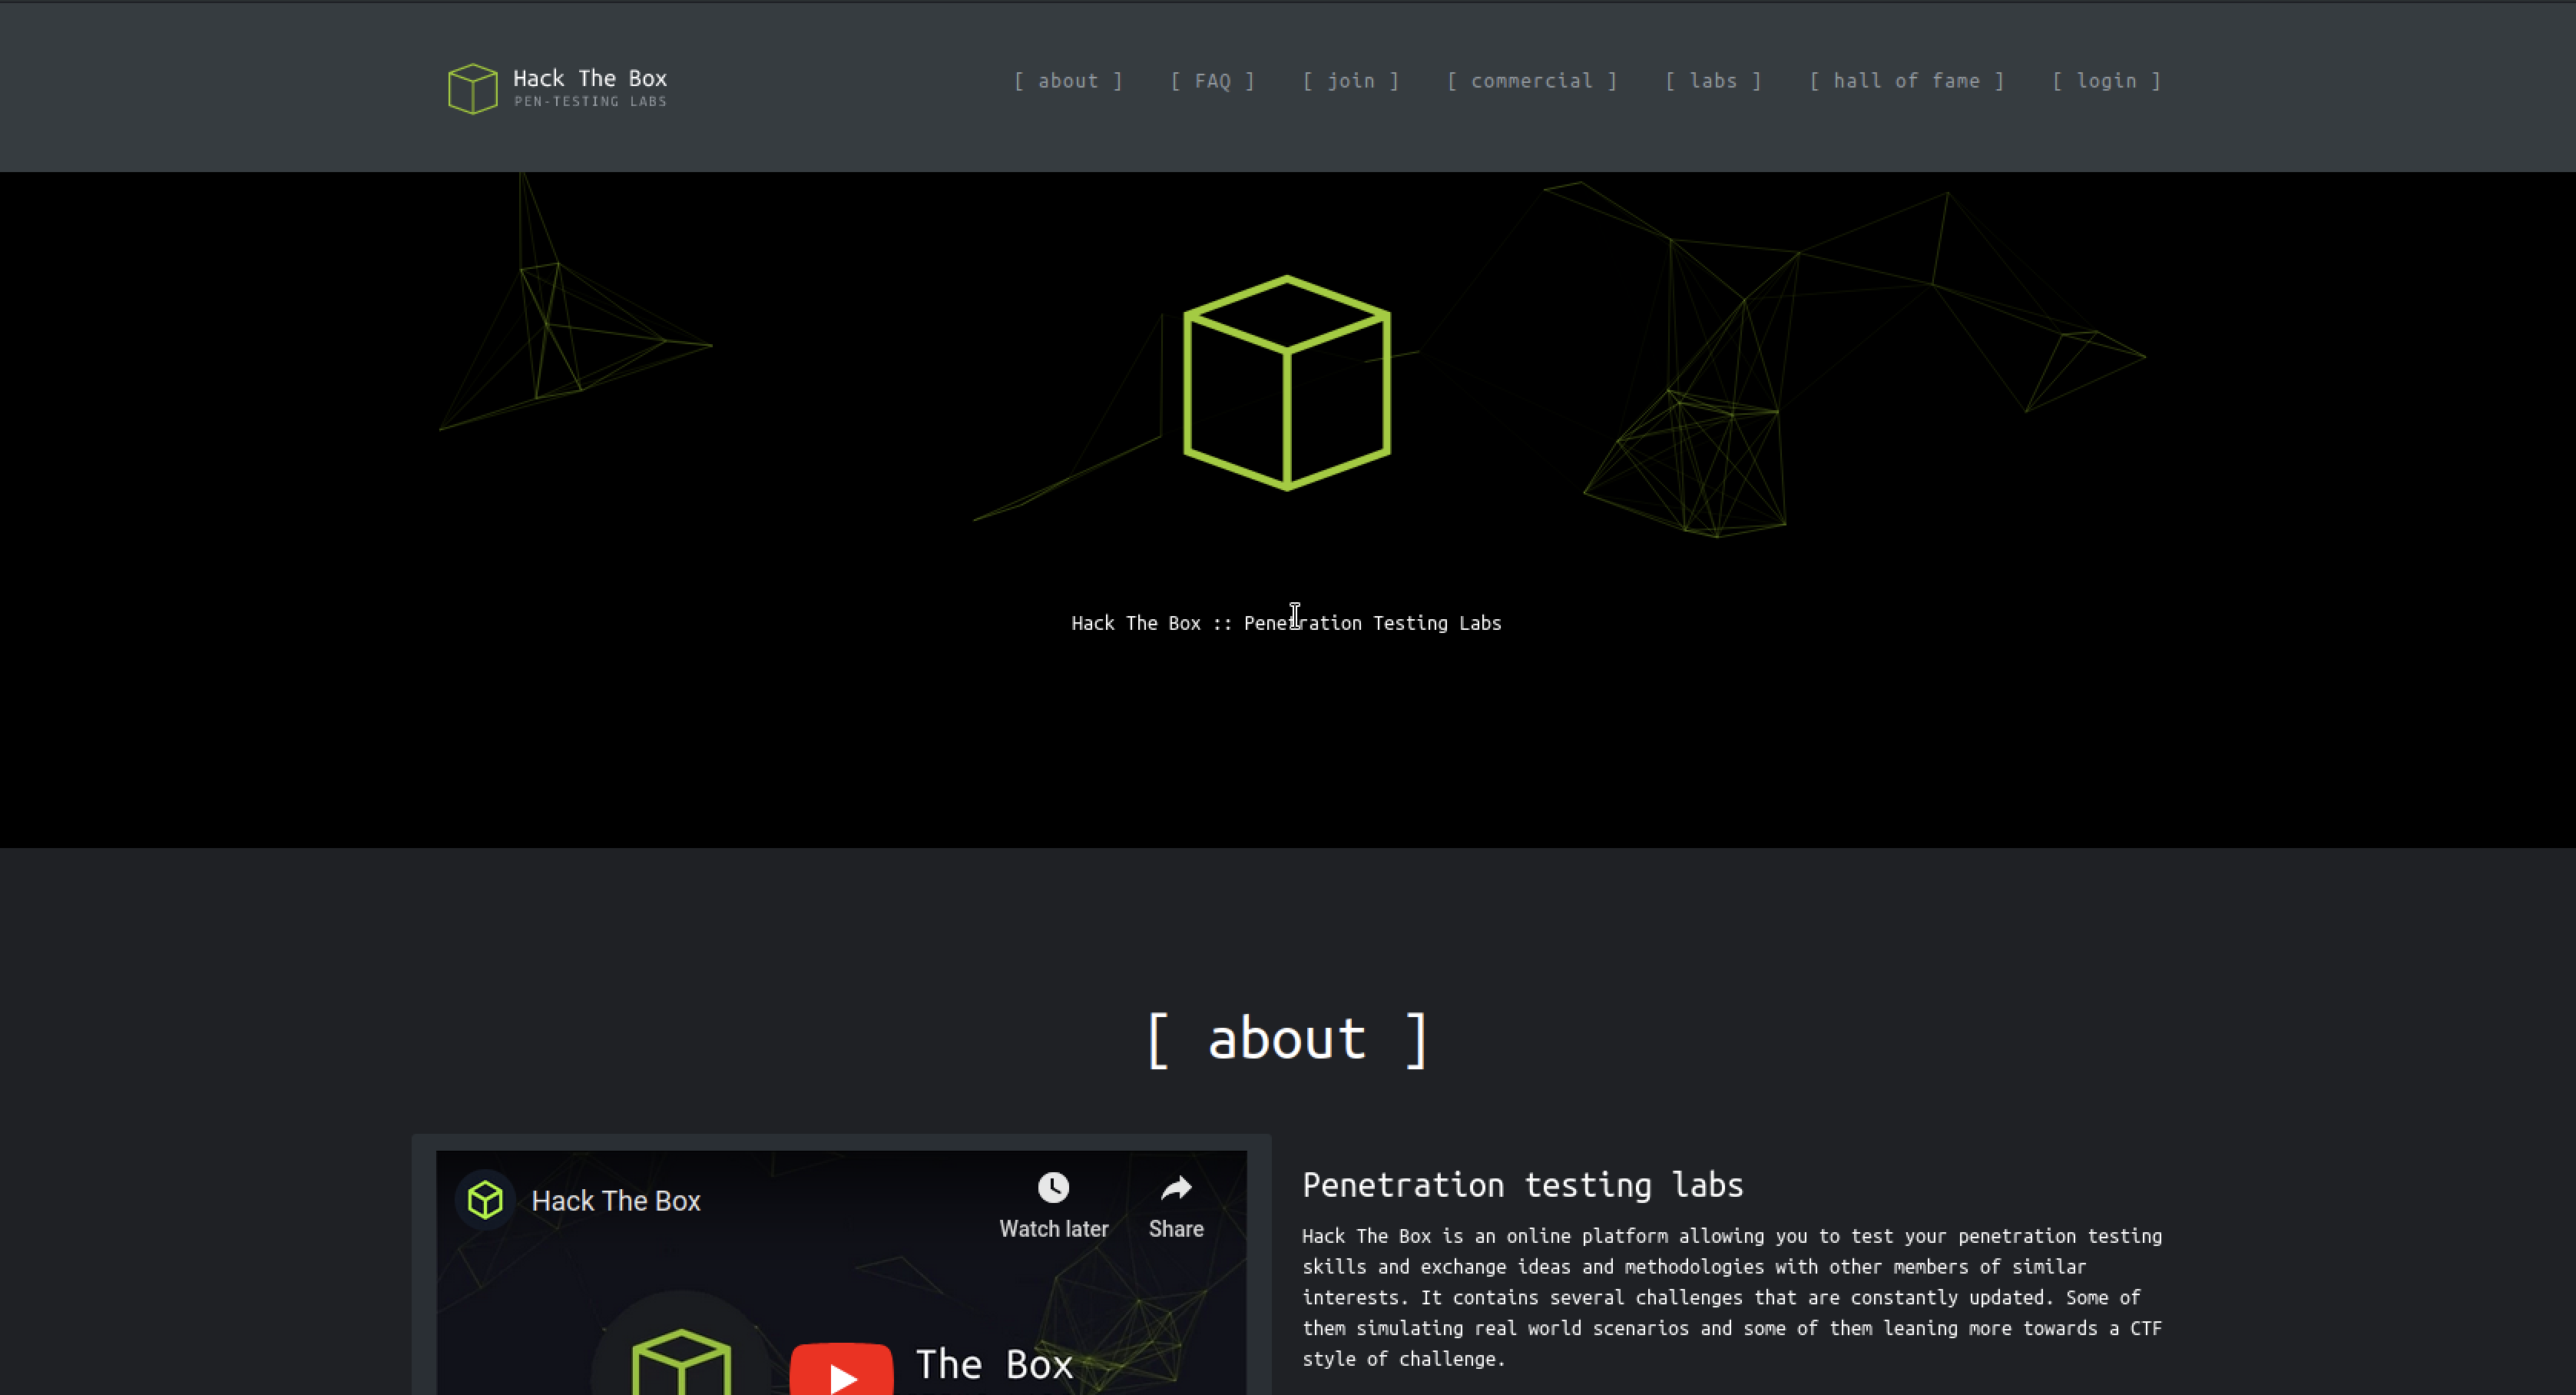 Hack The Box
PEN-TESTING LABS
[ about ] [ FAQ ] [ join ] [ commercial ] [ labs ] [ hall of fame ] [ login ]
Hack The Box :: Penetration Testing Labs
[ about ]
Hack The Box
Watch later
Share
The Box
Penetration testing labs
Hack The Box is an online platform allowing you to test your penetration testing
skills and exchange ideas and methodologies with other members of similar
interests. It contains several challenges that are constantly updated. Some of
them simulating real world scenarios and some of them leaning more towards a CTF
style of challenge.